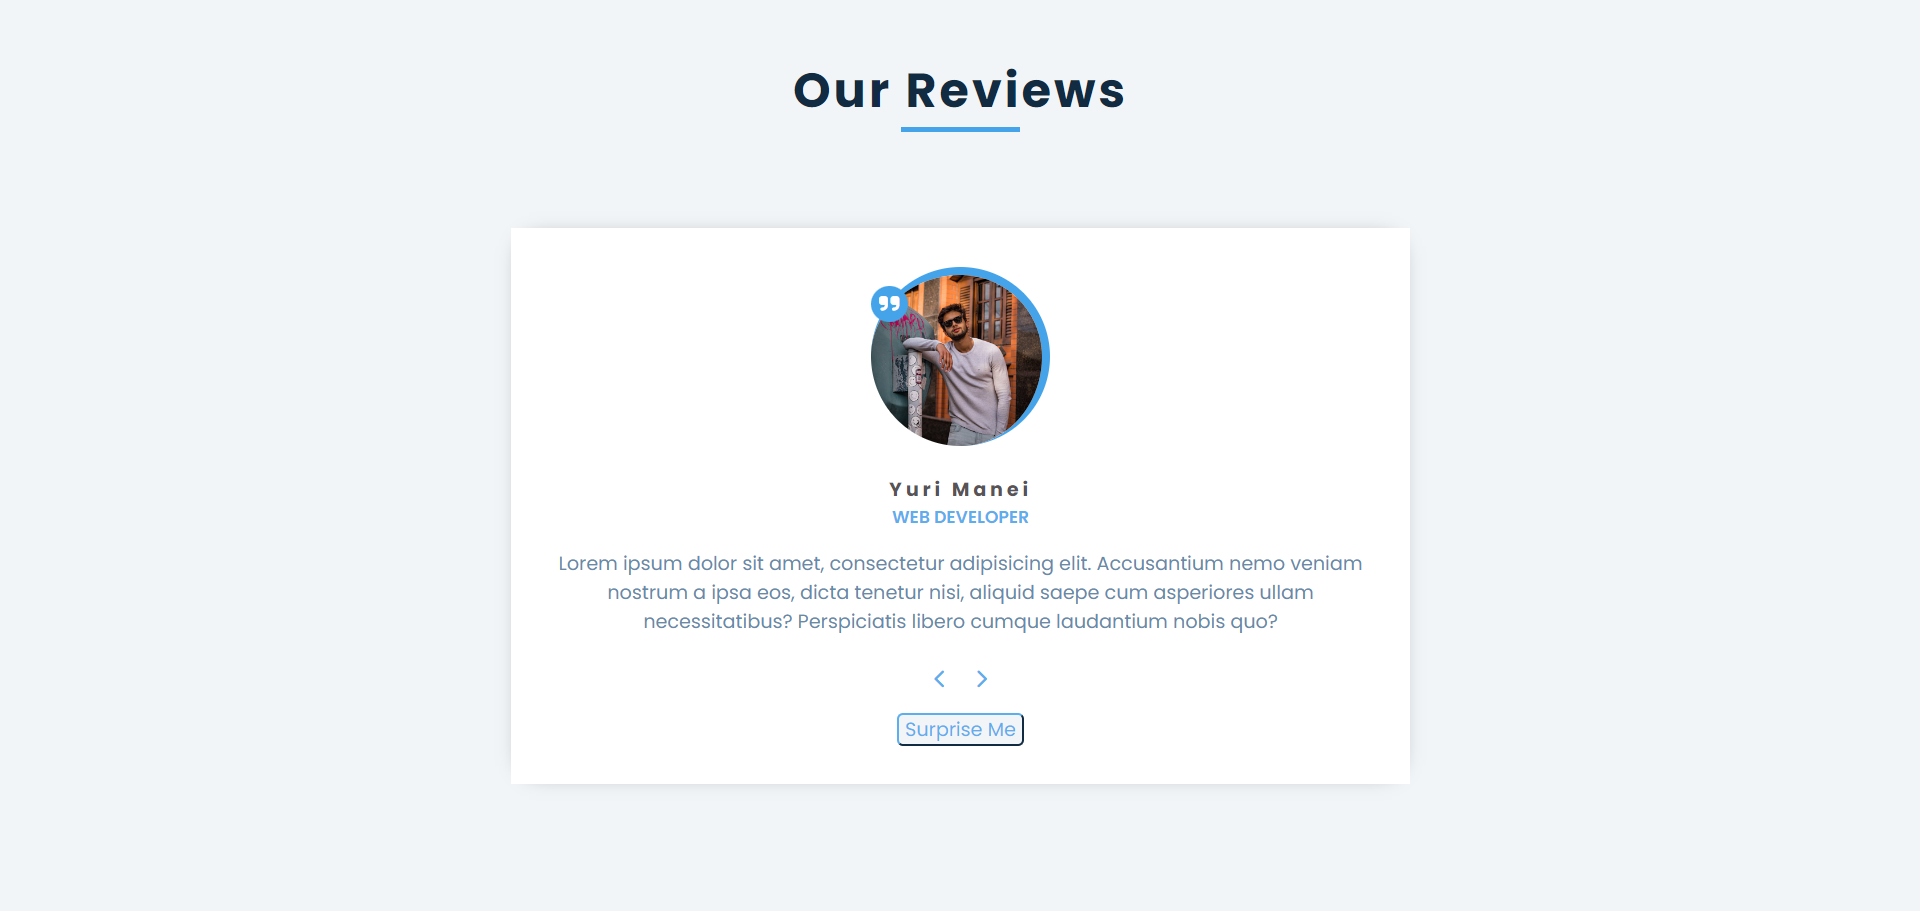 Our Reviews
Yuri Manei
WEB DEVELOPER
Lorem ipsum dolor sit amet, consectetur adipisicing elit. Accusantium nemo veniam
nostrum a ipsa eos, dicta tenetur nisi, aliquid saepe cum asperiores ullam
necessitatibus? Perspiciatis libero cumque laudantium nobis quo?
Surprise Me